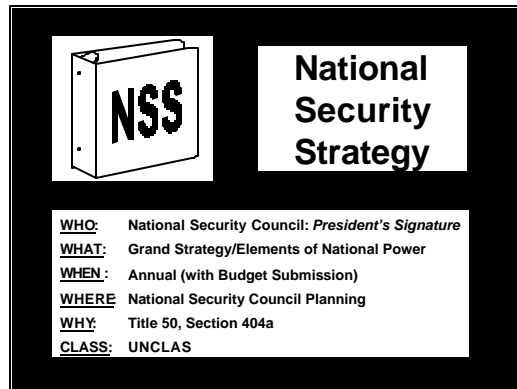 NSS
National
Security
Strategy
WHO: National Security Council: President's Signature
WHAT: Grand Strategy/Elements of National Power
WHEN : Annual (with Budget Submission)
WHERE: National Security Council Planning
WHY: Title 50, Section 404a
CLASS: UNCLAS